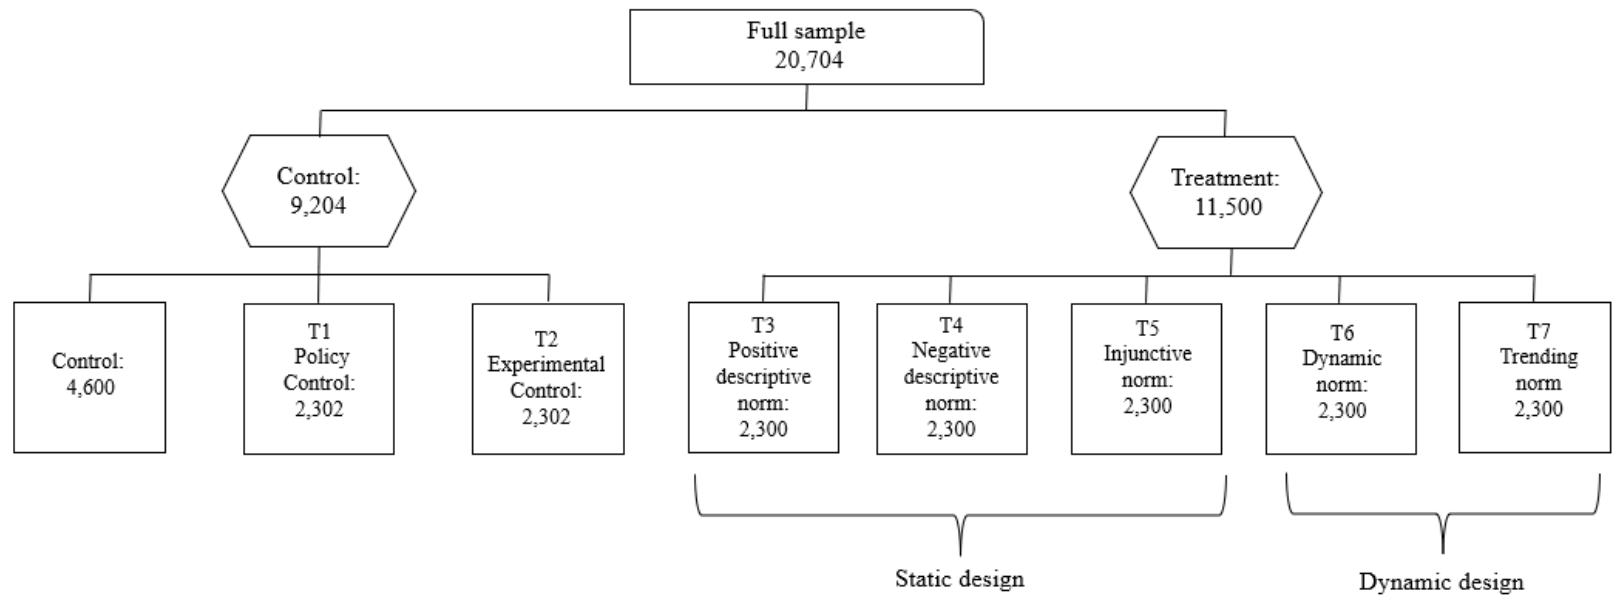 Full sample
20,704
Control:
9,204
Treatment:
11,500
Control:
4,600
T1
Policy
Control:
2,302
T2
Experimental
Control:
2,302
T3
Positive
descriptive
norm:
2,300
T4
Negative
descriptive
norm:
2,300
T5
Injunctive
norm:
2,300
T6
Dynamic
norm:
2,300
T7
Trending
norm
2,300
Static design
Dynamic design